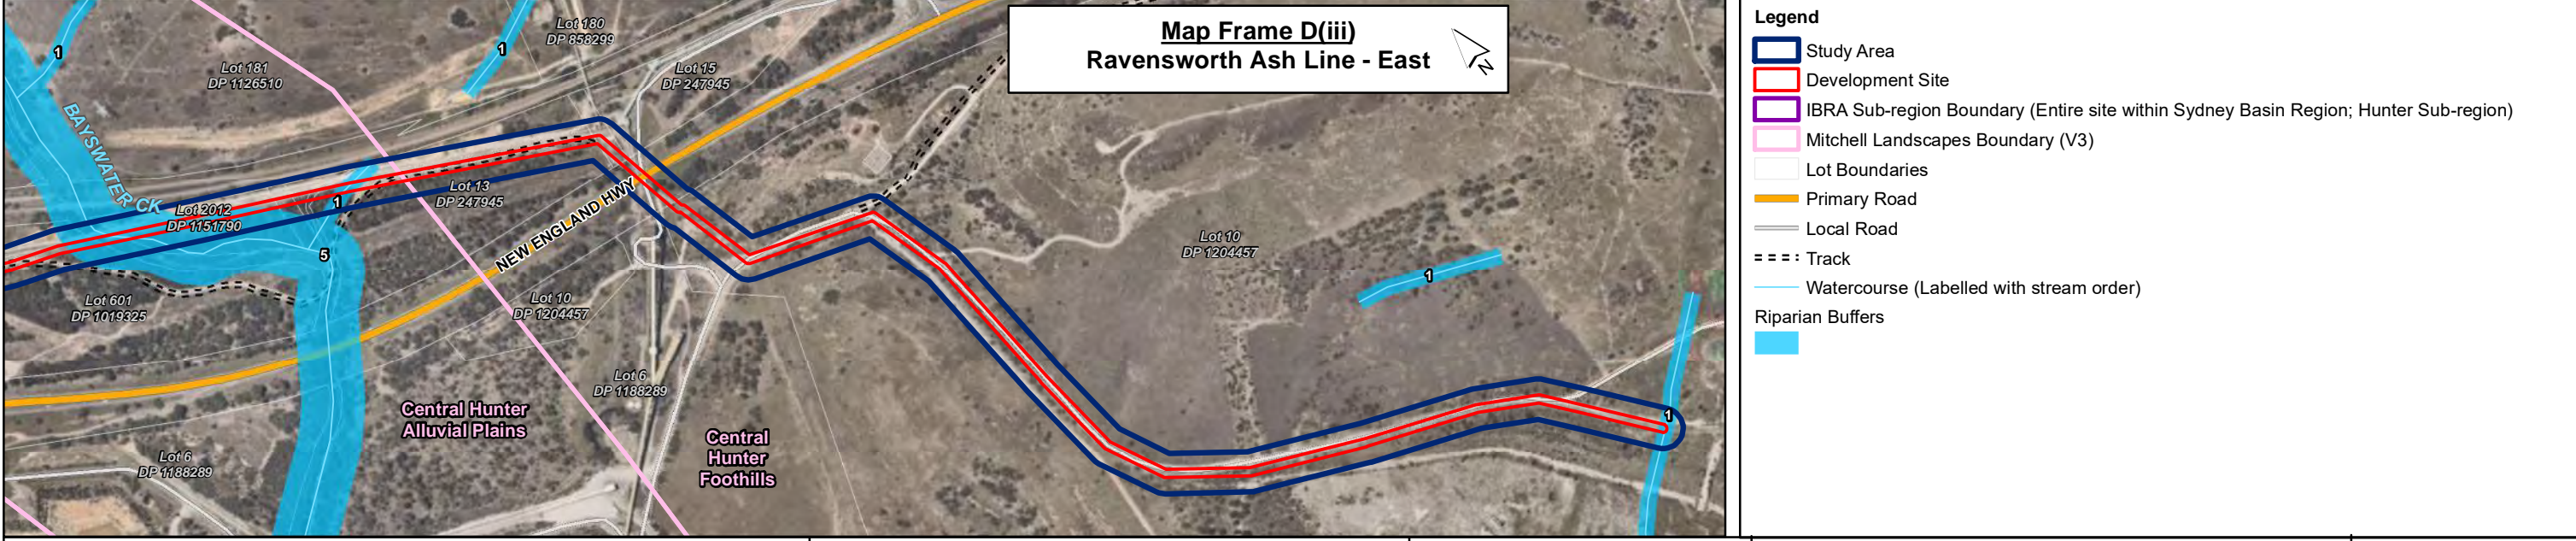 Map Frame D(iii)
Ravensworth Ash Line - East
N
Lot 180
DP 858299
1
1
Lot 181
DP 1126510
Lot 15
DP 247945
BAYSWATER CK
Lot 2012
DP 1151790
1
Lot 13
DP 247945
NEW ENGLAND HWY
5
Lot 10
DP 1204457
1
Lot 601
DP 1019325
Lot 10
DP 1204457
Lot 6
DP 1188289
Central Hunter
Alluvial Plains
Central
Hunter
Foothills
Lot 6
DP 1188289
1
Legend
Study Area
Development Site
IBRA Sub-region Boundary (Entire site within Sydney Basin Region; Hunter Sub-region)
Mitchell Landscapes Boundary (V3)
Lot Boundaries
Primary Road
Local Road
Track
Watercourse (Labelled with stream order)
Riparian Buffers